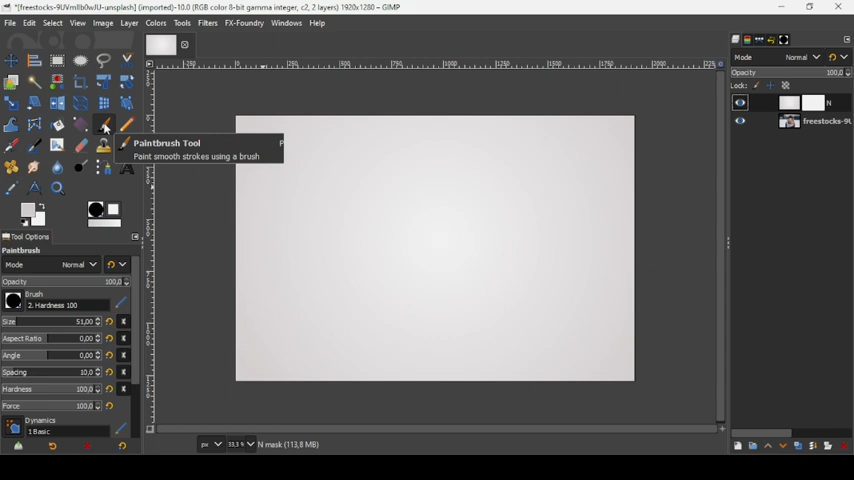 *[freestocks-9UVmlIb0wJU-unsplash] (imported)-10.0 (RGB color 8-bit gamma integer, c2, 2 layers) 1920x1280 – GIMP
File Edit Select View Image Layer Colors Tools Filters FX-Foundry Windows Help
Mode Normal
Opacity 100,0
Lock:
N
freestocks-9U
Paintbrush Tool P
Paint smooth strokes using a brush
Tool Options
Paintbrush
Mode Normal
Opacity 100,0
Brush
2. Hardness 100
Size 51,00
Aspect Ratio 0,00
Angle 0,00
Spacing 10,0
Hardness 100,0
Force 100,0
Dynamics
1 Basic
px 33,3 % N mask (113,8 MB)